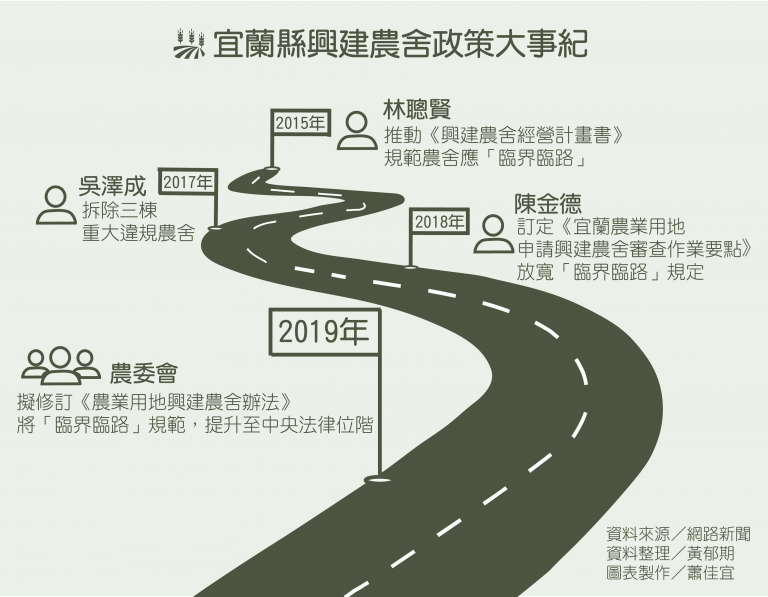 宜蘭縣興建農舍政策大事紀
2015年
林聰賢
推動《興建農舍經營計畫書》
規範農舍應「臨界臨路」
2017年
吳澤成
拆除三棟
重大違規農舍
2018年
陳金德
訂定《宜蘭農業用地
申請興建農舍審查作業要點》
放寬「臨界臨路」規定
2019年
農委會
擬修訂《農業用地興建農舍辦法》
將「臨界臨路」規範，提升至中央法律位階
資料來源／網路新聞
資料整理／黃郁期
圖表製作／蕭佳宜